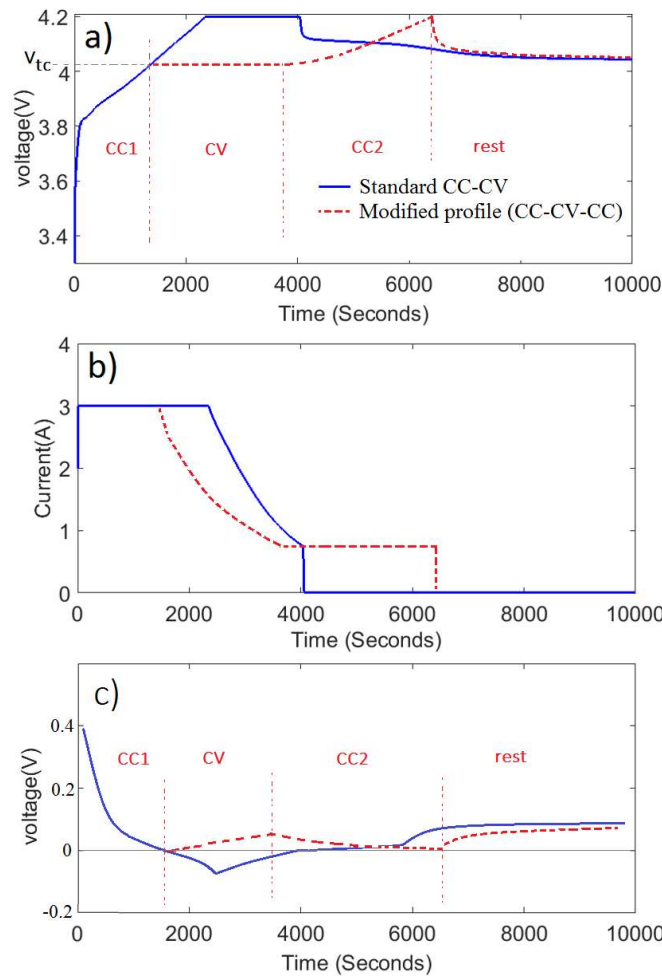 a)
4.2
V_tc
4
3.8
3.6
3.4
voltage(V)
CC1
CV
CC2
rest
Standard CC-CV
Modified profile (CC-CV-CC)
0
2000
4000
6000
8000
10000
Time (Seconds)
b)
4
3
2
1
0
Current(A)
0
2000
4000
6000
8000
10000
Time (Seconds)
c)
0.4
0.2
0
-0.2
voltage(V)
CC1
CV
CC2
rest
0
2000
4000
6000
8000
10000
Time (Seconds)